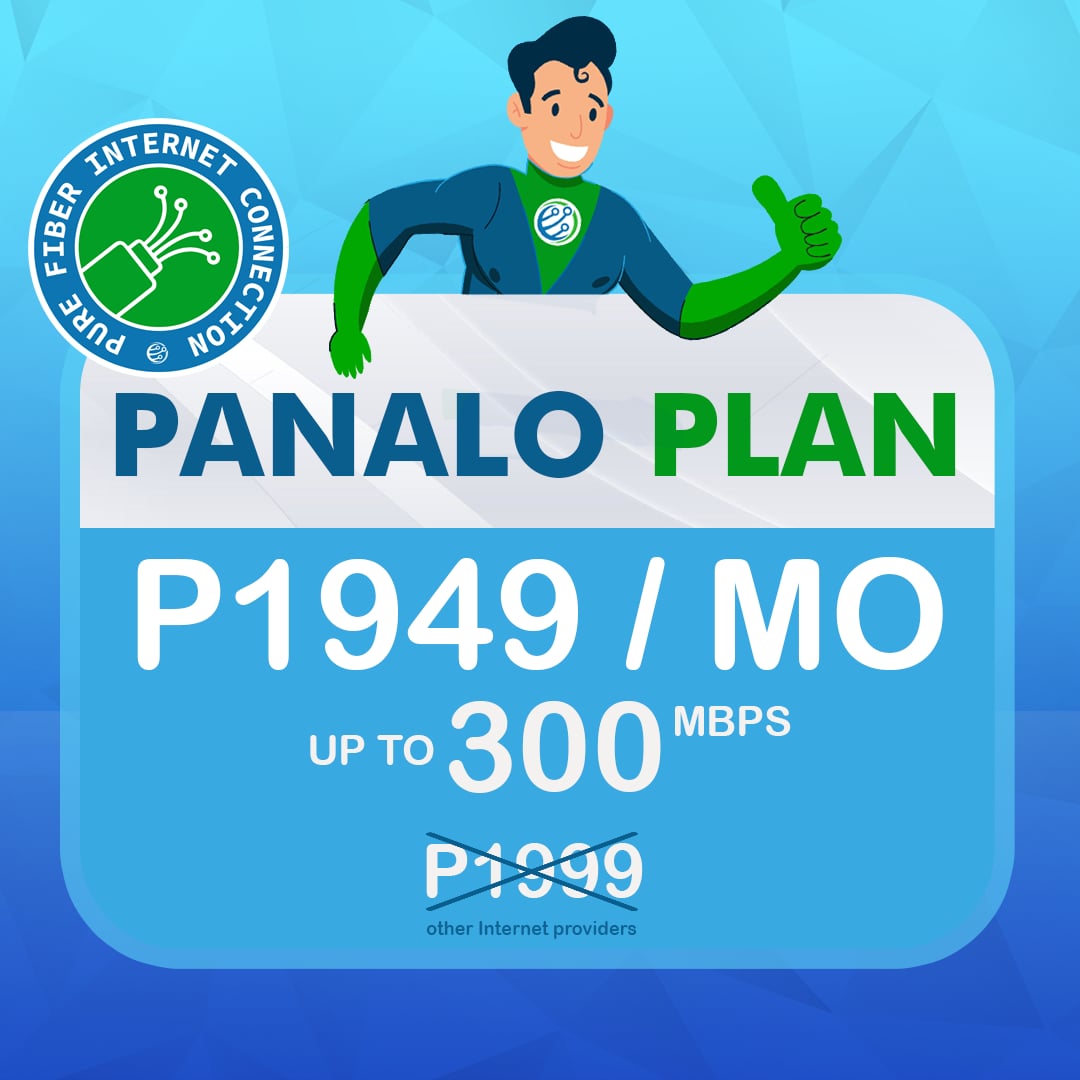 PURE FIBER INTERNET CONNECTION
PANALO PLAN
P1949 / MO
UP TO 300 MBPS
P1999
other Internet providers